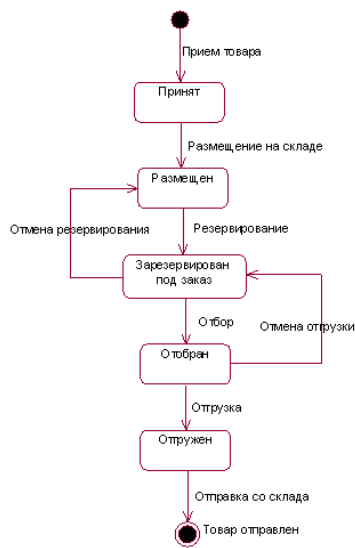 Прием товара
Принят
Размещение на складе
Размещен
Отмена резервирования
Резервирование
Зарезервирован
под заказ
Отбор
Отмена отгрузки
Отобран
Отгрузка
Отгружен
Отправка со склада
Товар отправлен